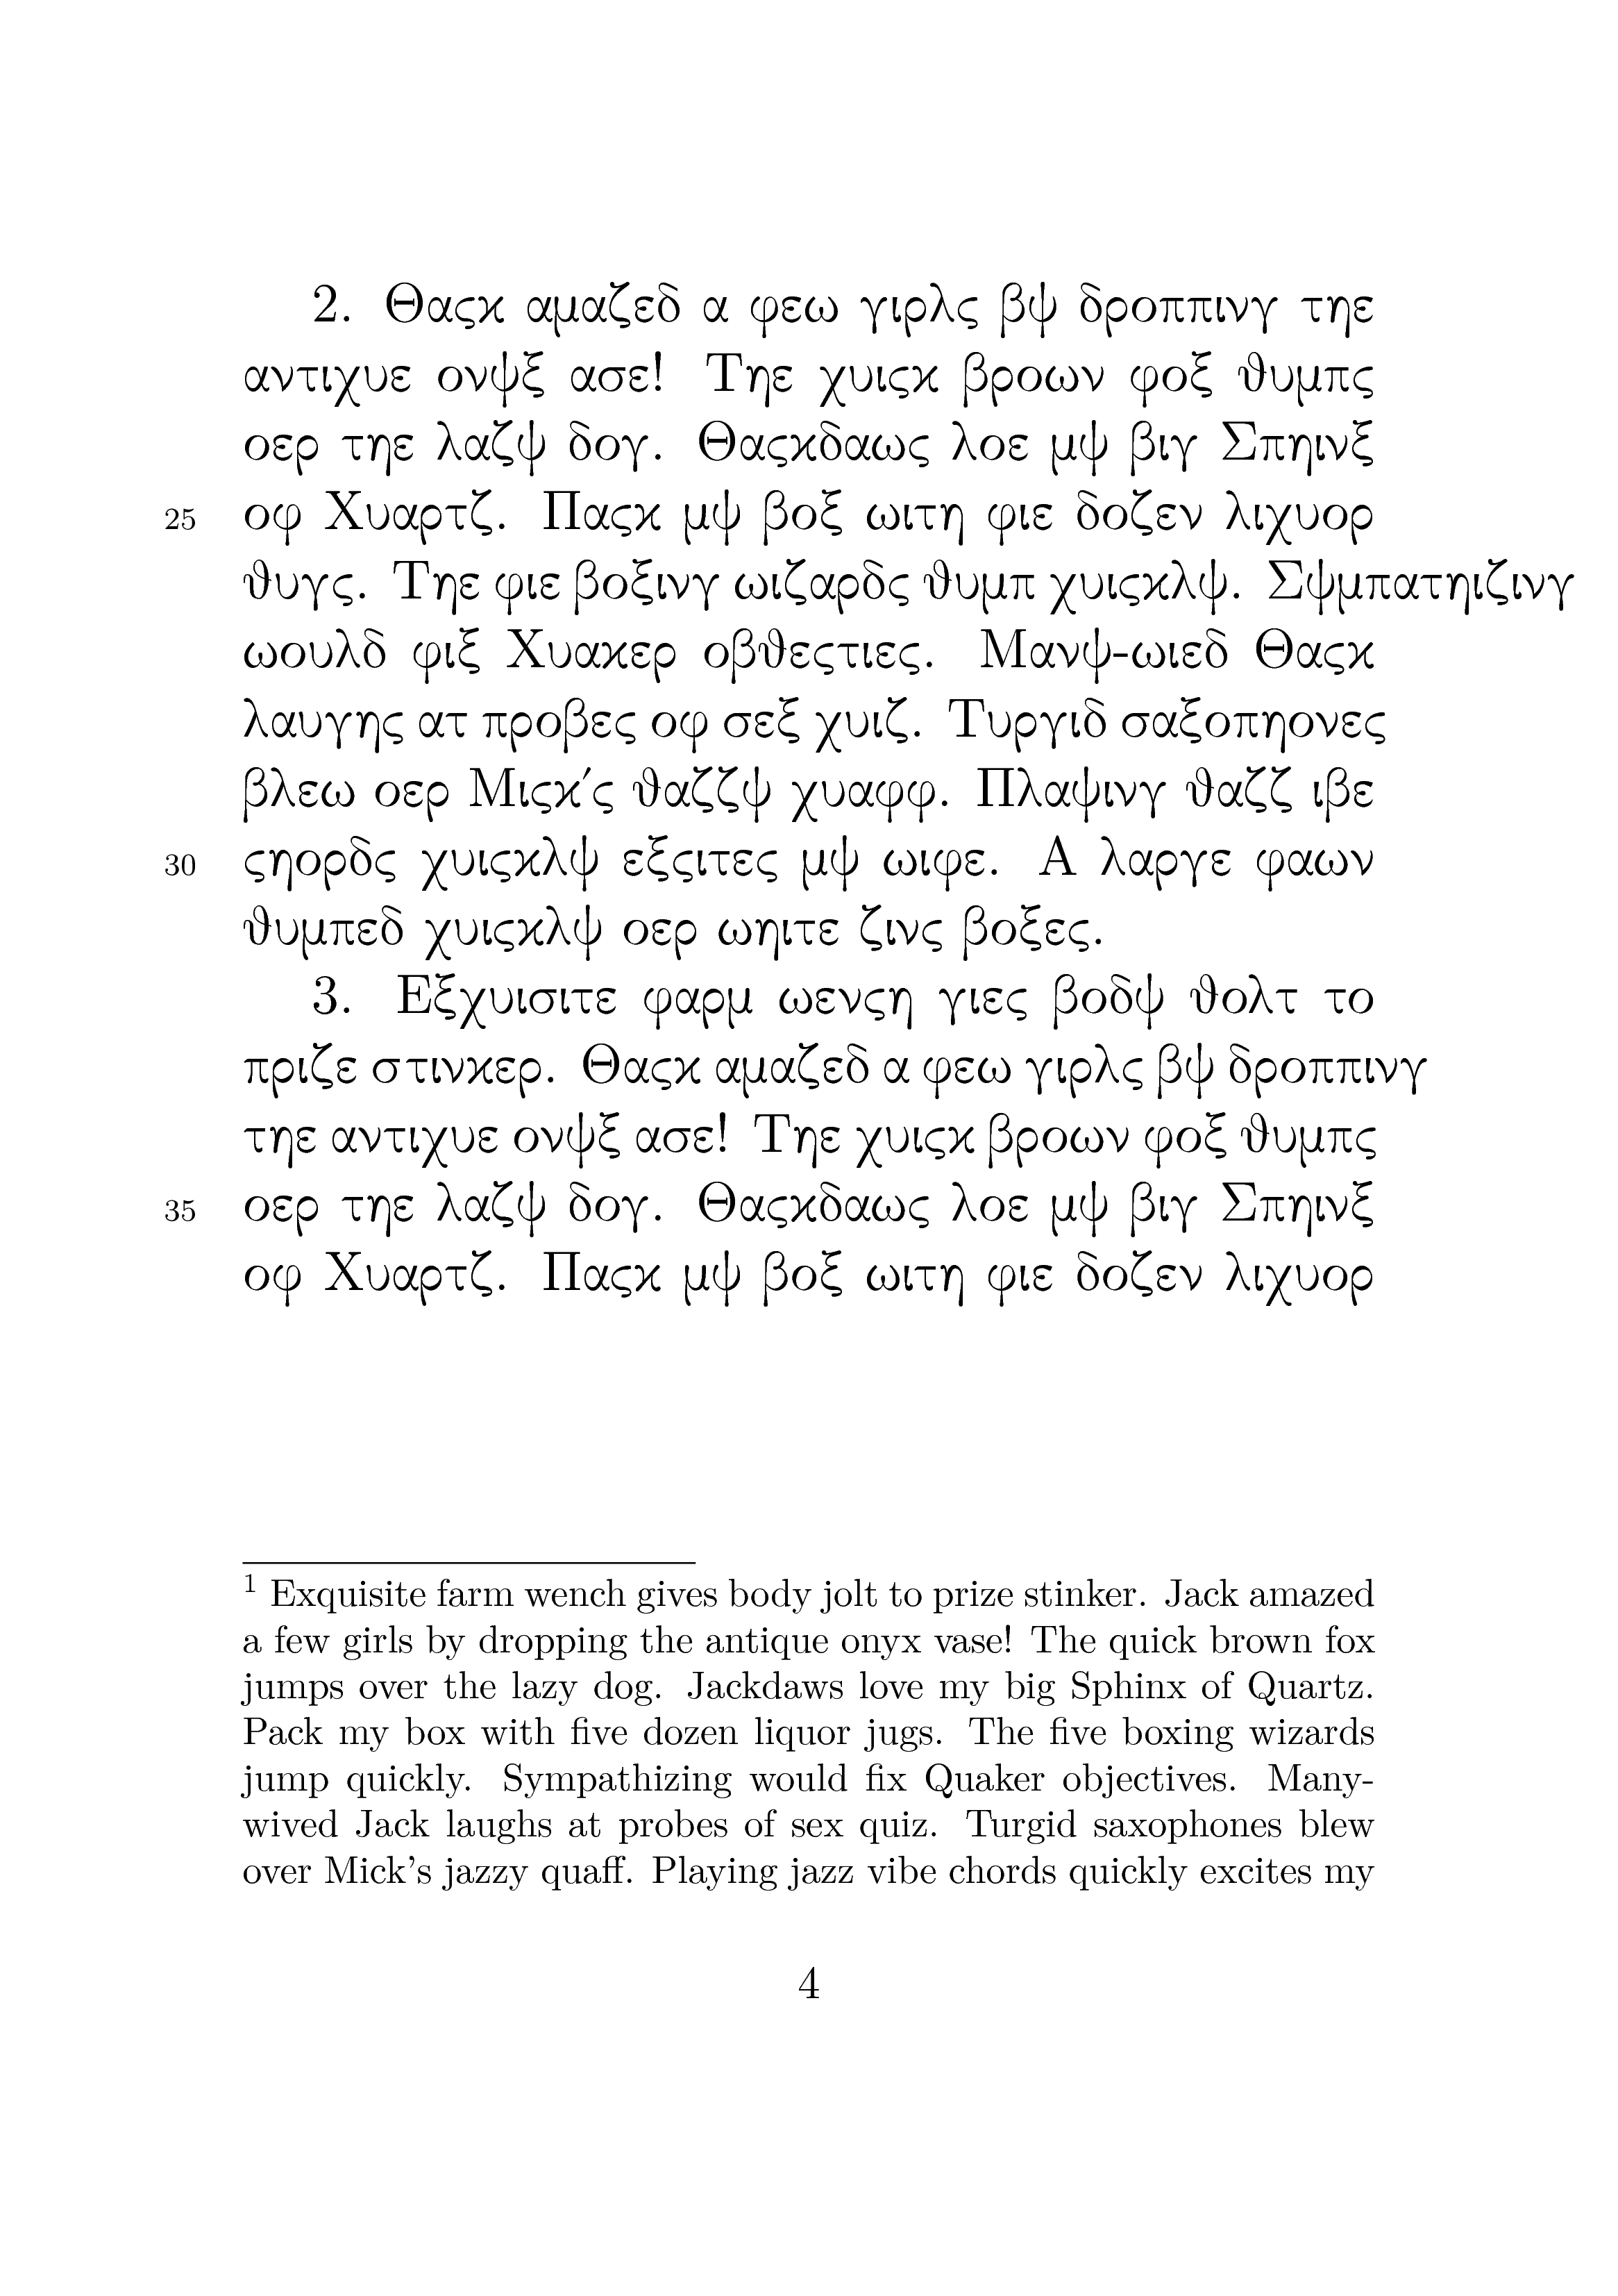 2. Θαςκ αμαζεδ α φεω γιρλς βψ δροππινγ τηε
αντιχυε ονψξ ασε! Τηε χυιςκ βροων φοξ ϑυμπς
οερ τηε λαζψ δογ. Θαςκδαως λοε μψ βιγ Σπηινξ
25 οφ Χυαρτζ. Παςκ μψ βοξ ωιτη φιε δοζεν λιχυορ
ϑυγς. Τηε φιε βοξινγ ωιζαρδς ϑυμπ χυιςκλψ. Σψμπατηιζινγ
ωουλδ φιξ Χυακερ οβϑεςτιες. Μανψ-ωιεδ Θαςκ
λαυγης ατ προβες οφ σεξ χυιζ. Τυργιδ σαξοπηονες
βλεω οερ Μιςκ´ς ϑαζζψ χυαφφ. Πλαψινγ ϑαζζ ιβε
30 ςηορδς χυιςκλψ εξςιτες μψ ωιφε. Α λαργε φαων
ϑυμπεδ χυιςκλψ οερ ωηιτε ζινς βοξες.
3. Εξχυισιτε φαρμ ωενςη γιες βοδψ ϑολτ το
πριζε στινκερ. Θαςκ αμαζεδ α φεω γιρλς βψ δροππινγ
τηε αντιχυε ονψξ ασε! Τηε χυιςκ βροων φοξ ϑυμπς
35 οερ τηε λαζψ δογ. Θαςκδαως λοε μψ βιγ Σπηινξ
οφ Χυαρτζ. Παςκ μψ βοξ ωιτη φιε δοζεν λιχυορ
1 Exquisite farm wench gives body jolt to prize stinker. Jack amazed
a few girls by dropping the antique onyx vase! The quick brown fox
jumps over the lazy dog. Jackdaws love my big Sphinx of Quartz.
Pack my box with five dozen liquor jugs. The five boxing wizards
jump quickly. Sympathizing would fix Quaker objectives. Many-
wived Jack laughs at probes of sex quiz. Turgid saxophones blew
over Mick's jazzy quaff. Playing jazz vibe chords quickly excites my
4